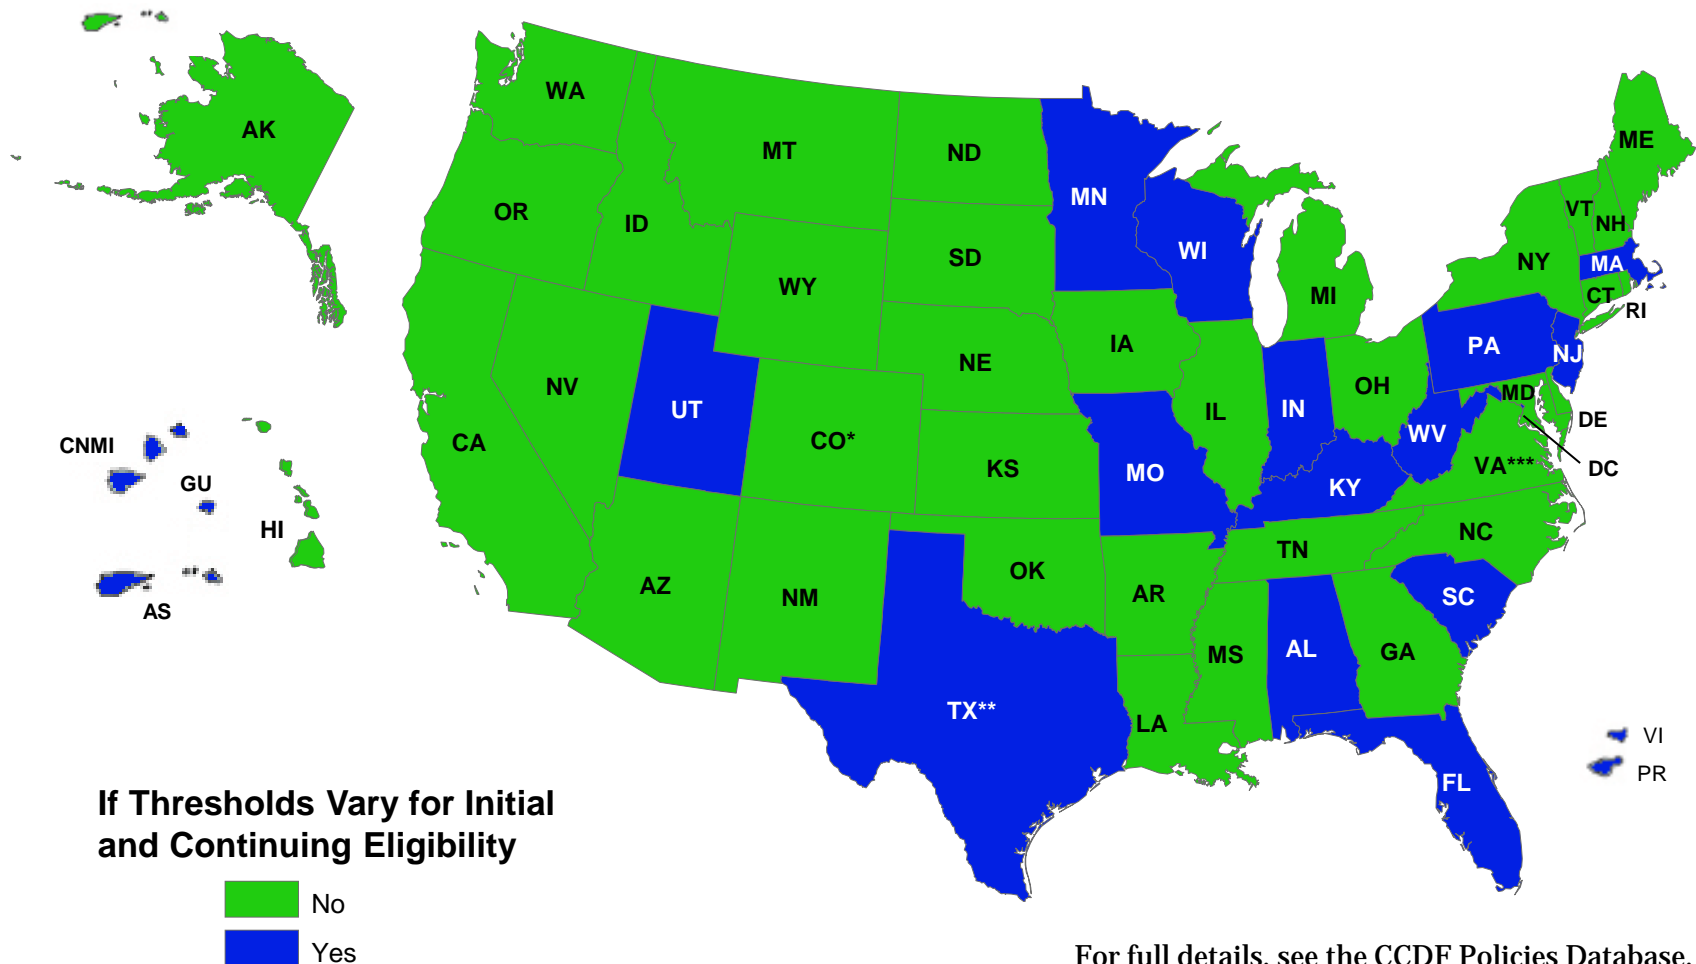 WA
AK
MT
ND
ME
MN
OR
ID
VT
NH
WI
SD
NY
MA
WY
MI
CT
RI
IA
PA
NJ
NE
NV
OH
MD
UT
IN
IL
DE
CO*
WV
CNMI
CA
KS
MO
VA***
DC
GU
KY
HI
NC
TN
OK
AZ
NM
AR
SC
AS
AL
GA
MS
TX**
LA
VI
PR
FL
If Thresholds Vary for Initial
and Continuing Eligibility
No
Yes
For full details, see the CCDF Policies Database.